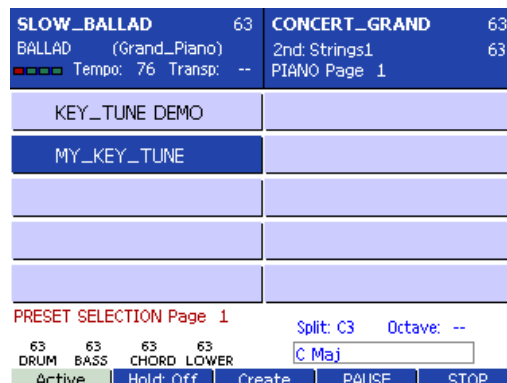 SLOW_BALLAD 63
BALLAD (Grand_Piano)
Tempo: 76 Transp: --
CONCERT_GRAND 63
2nd: Strings1 63
PIANO Page 1
KEY_TUNE DEMO
MY_KEY_TUNE
PRESET SELECTION Page 1
Split: C3 Octave: --
63 63 63 63
DRUM BASS CHORD LOWER
C Maj
Active Hold: Off Create PAUSE STOP